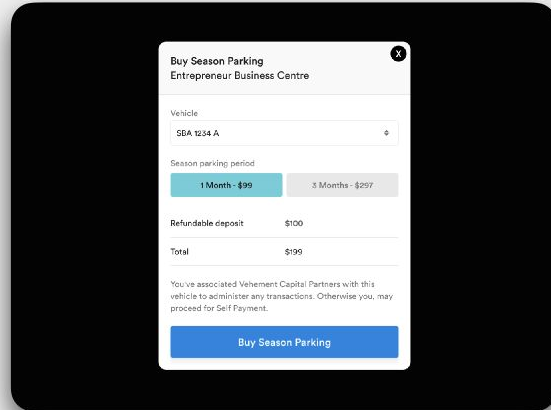 Buy Season Parking
X
Entrepreneur Business Centre
Vehicle
SBA 1234 A
Season parking period
1 Month - $99
3 Months - $297
Refundable deposit $100
Total $199
You've associated Vehement Capital Partners with this
vehicle to administer any transactions. Otherwise you, may
proceed for Self Payment.
Buy Season Parking